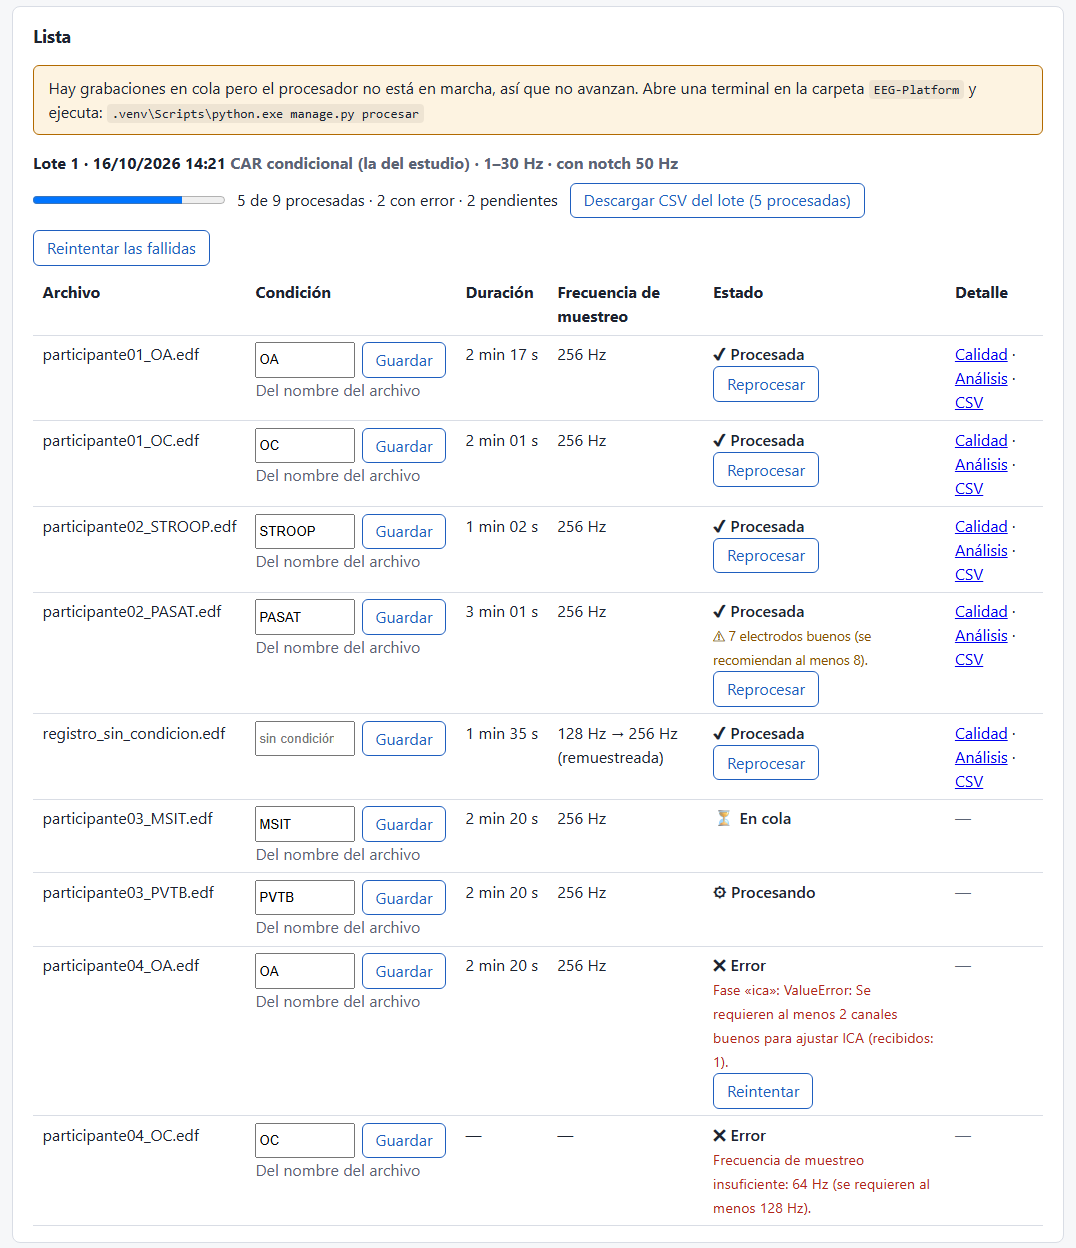 Lista
Hay grabaciones en cola pero el procesador no está en marcha, así que no avanzan. Abre una terminal en la carpeta EEG-Platform y
ejecuta: .venv\Scripts\python.exe manage.py procesar
Lote 1 · 16/10/2026 14:21 CAR condicional (la del estudio) · 1–30 Hz · con notch 50 Hz
5 de 9 procesadas · 2 con error · 2 pendientes Descargar CSV del lote (5 procesadas)
Reintentar las fallidas
Archivo Condición Duración Frecuencia de Estado Detalle
muestreo
participante01_OA.edf OA Guardar 2 min 17 s 256 Hz ✔ Procesada Calidad ·
Reprocesar Análisis ·
Del nombre del archivo CSV
participante01_OC.edf OC Guardar 2 min 01 s 256 Hz ✔ Procesada Calidad ·
Reprocesar Análisis ·
Del nombre del archivo CSV
participante02_STROOP.edf STROOP Guardar 1 min 02 s 256 Hz ✔ Procesada Calidad ·
Reprocesar Análisis ·
Del nombre del archivo CSV
participante02_PASAT.edf PASAT Guardar 3 min 01 s 256 Hz ✔ Procesada Calidad ·
⚠ 7 electrodos buenos (se Análisis ·
Del nombre del archivo recomiendan al menos 8). CSV
Reprocesar
registro_sin_condicion.edf sin condiciór Guardar 1 min 35 s 128 Hz → 256 Hz ✔ Procesada Calidad ·
(remuestreada) Reprocesar Análisis ·
CSV
participante03_MSIT.edf MSIT Guardar 2 min 20 s 256 Hz ⏳ En cola —
Del nombre del archivo
participante03_PVTB.edf PVTB Guardar 2 min 20 s 256 Hz ⚙ Procesando —
Del nombre del archivo
participante04_OA.edf OA Guardar 2 min 20 s 256 Hz ✖ Error —
Del nombre del archivo Fase «ica»: ValueError: Se
requieren al menos 2 canales
buenos para ajustar ICA (recibidos:
1).
Reintentar
participante04_OC.edf OC Guardar — — ✖ Error —
Del nombre del archivo Frecuencia de muestreo
insuficiente: 64 Hz (se requieren al
menos 128 Hz).